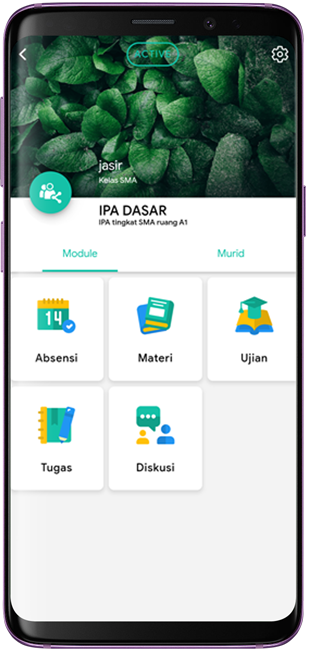 ACTIVE
jasir
Kelas SMA
IPA DASAR
IPA tingkat SMA ruang A1
Module Murid
14
Absensi Materi Ujian
Tugas Diskusi